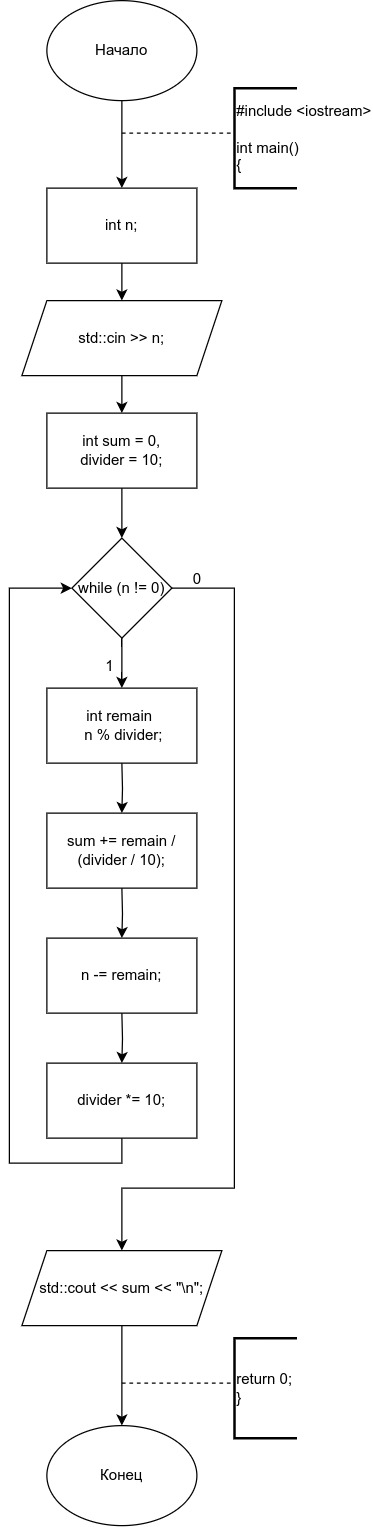 Начало
#include <iostream>
int main()
{
int n;
std::cin >> n;
int sum = 0,
divider = 10;
while (n != 0)
0
1
int remain
n % divider;
sum += remain /
(divider / 10);
n -= remain;
divider *= 10;
std::cout << sum << "\n";
return 0;
}
Конец